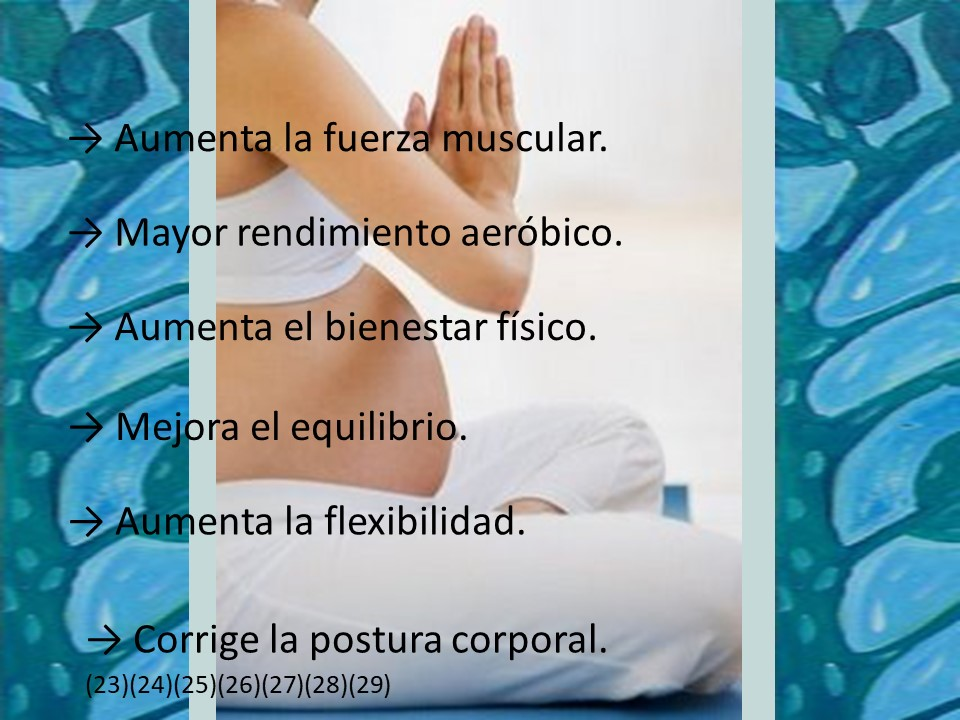 → Aumenta la fuerza muscular.
→ Mayor rendimiento aeróbico.
→ Aumenta el bienestar físico.
→ Mejora el equilibrio.
→ Aumenta la flexibilidad.
→ Corrige la postura corporal.
(23)(24)(25)(26)(27)(28)(29)